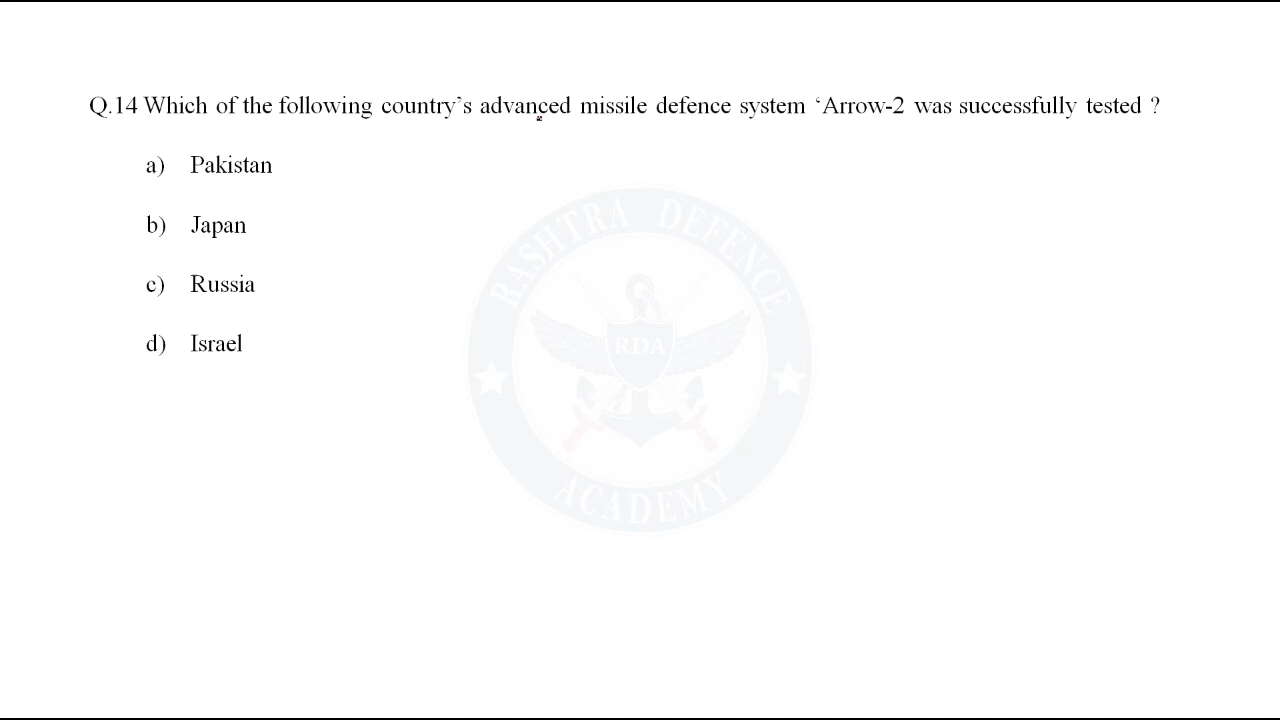 Q.14 Which of the following country’s advanced missile defence system ‘Arrow-2 was successfully tested ?
a) Pakistan
b) Japan
c) Russia
d) Israel
RASHTRA DEFENCE
RDA
ACADEMY